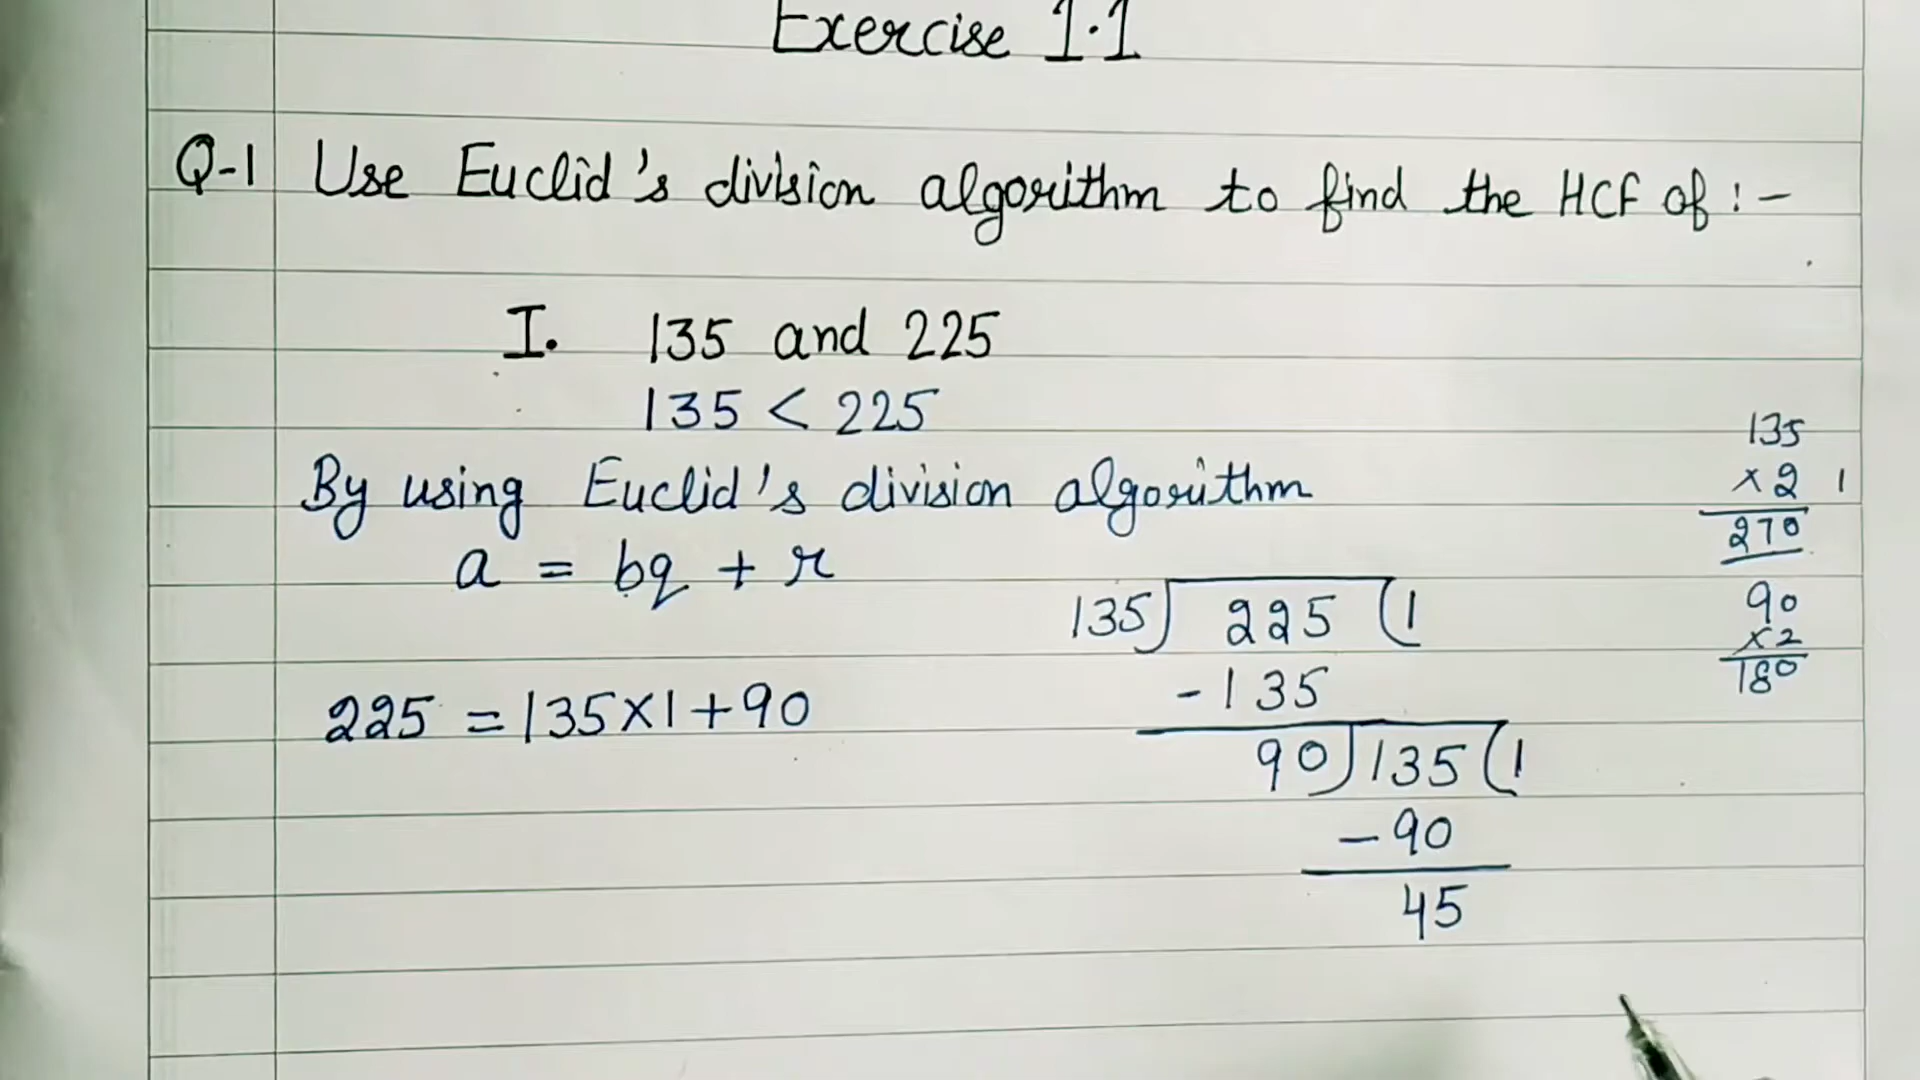 Exercise 1.1
Q-1 Use Euclid's division algorithm to find the HCF of :-
I. 135 and 225
135 < 225
By using Euclid's division algorithm
a = bq + r
225 = 135×1+90
135) 225 (1
-135
90)135(1
-90
45
135
×2 1
270
90
×2
180